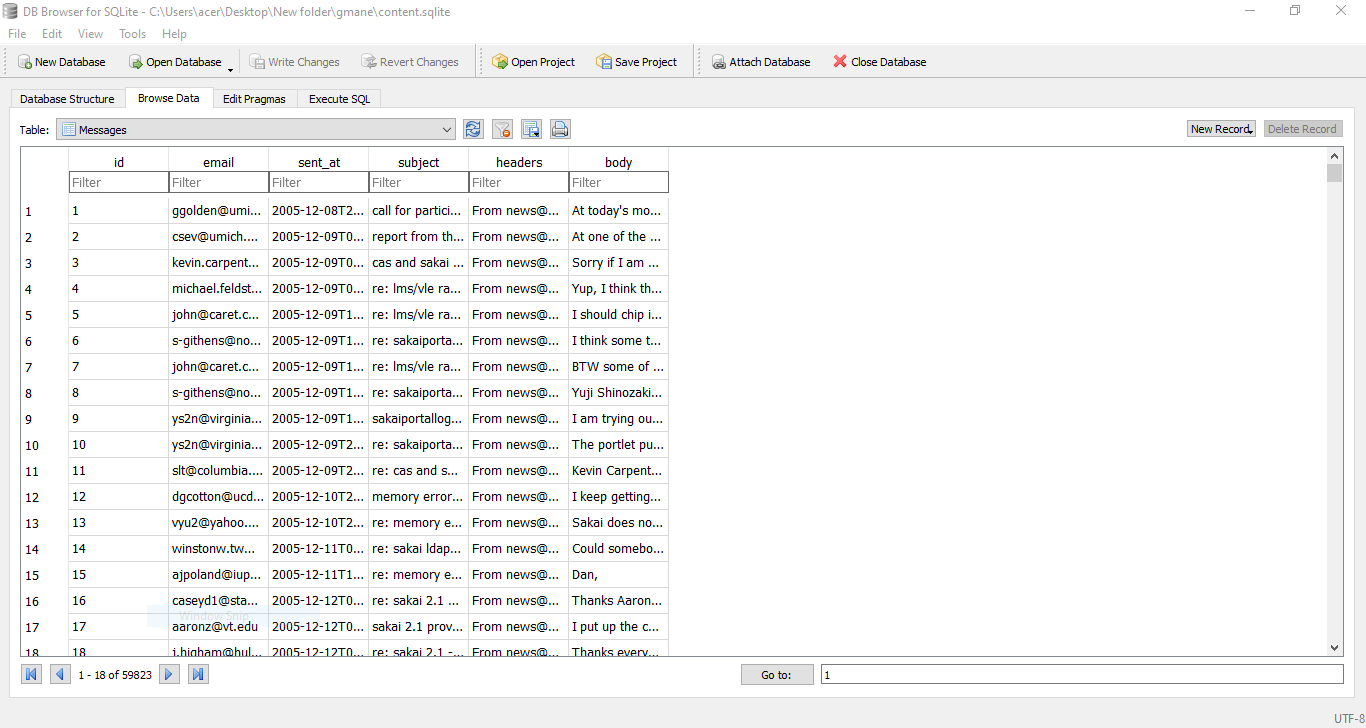 DB Browser for SQLite - C:\Users\acer\Desktop\New folder\gmane\content.sqlite
File Edit View Tools Help
New Database Open Database Write Changes Revert Changes Open Project Save Project Attach Database Close Database
Database Structure Browse Data Edit Pragmas Execute SQL
Table: Messages New Record Delete Record
id email sent_at subject headers body
Filter Filter Filter Filter Filter Filter
1 1 ggolden@umi... 2005-12-08T2... call for partici... From news@... At today's mo...
2 2 csev@umich.... 2005-12-09T0... report from th... From news@... At one of the ...
3 3 kevin.carpent... 2005-12-09T0... cas and sakai ... From news@... Sorry if I am ...
4 4 michael.feldst... 2005-12-09T0... re: lms/vle ra... From news@... Yup, I think th...
5 5 john@caret.c... 2005-12-09T1... re: lms/vle ra... From news@... I should chip i...
6 6 s-githens@no... 2005-12-09T1... re: sakaiporta... From news@... I think some t...
7 7 john@caret.c... 2005-12-09T1... re: lms/vle ra... From news@... BTW some of ...
8 8 s-githens@no... 2005-12-09T1... re: sakaiporta... From news@... Yuji Shinozaki...
9 9 ys2n@virginia... 2005-12-09T1... sakaiportallog... From news@... I am trying ou...
10 10 ys2n@virginia... 2005-12-09T2... re: sakaiporta... From news@... The portlet pu...
11 11 slt@columbia.... 2005-12-09T2... re: cas and s... From news@... Kevin Carpent...
12 12 dgcotton@ucd... 2005-12-10T2... memory error... From news@... I keep getting...
13 13 vyu2@yahoo.... 2005-12-10T2... re: memory e... From news@... Sakai does no...
14 14 winstonw.tw... 2005-12-11T0... re: sakai ldap... From news@... Could somebo...
15 15 ajpoland@iup... 2005-12-11T1... re: memory e... From news@... Dan,
16 16 caseyd1@sta... 2005-12-12T0... re: sakai 2.1 ... From news@... Thanks Aaron...
Window Snip
17 17 aaronz@vt.edu 2005-12-12T0... sakai 2.1 prov... From news@... I put up the c...
18 18 j.higham@hul... 2005-12-12T0... re: sakai 2.1 -... From news@... Thanks every...
1 - 18 of 59823 Go to: 1
UTF-8